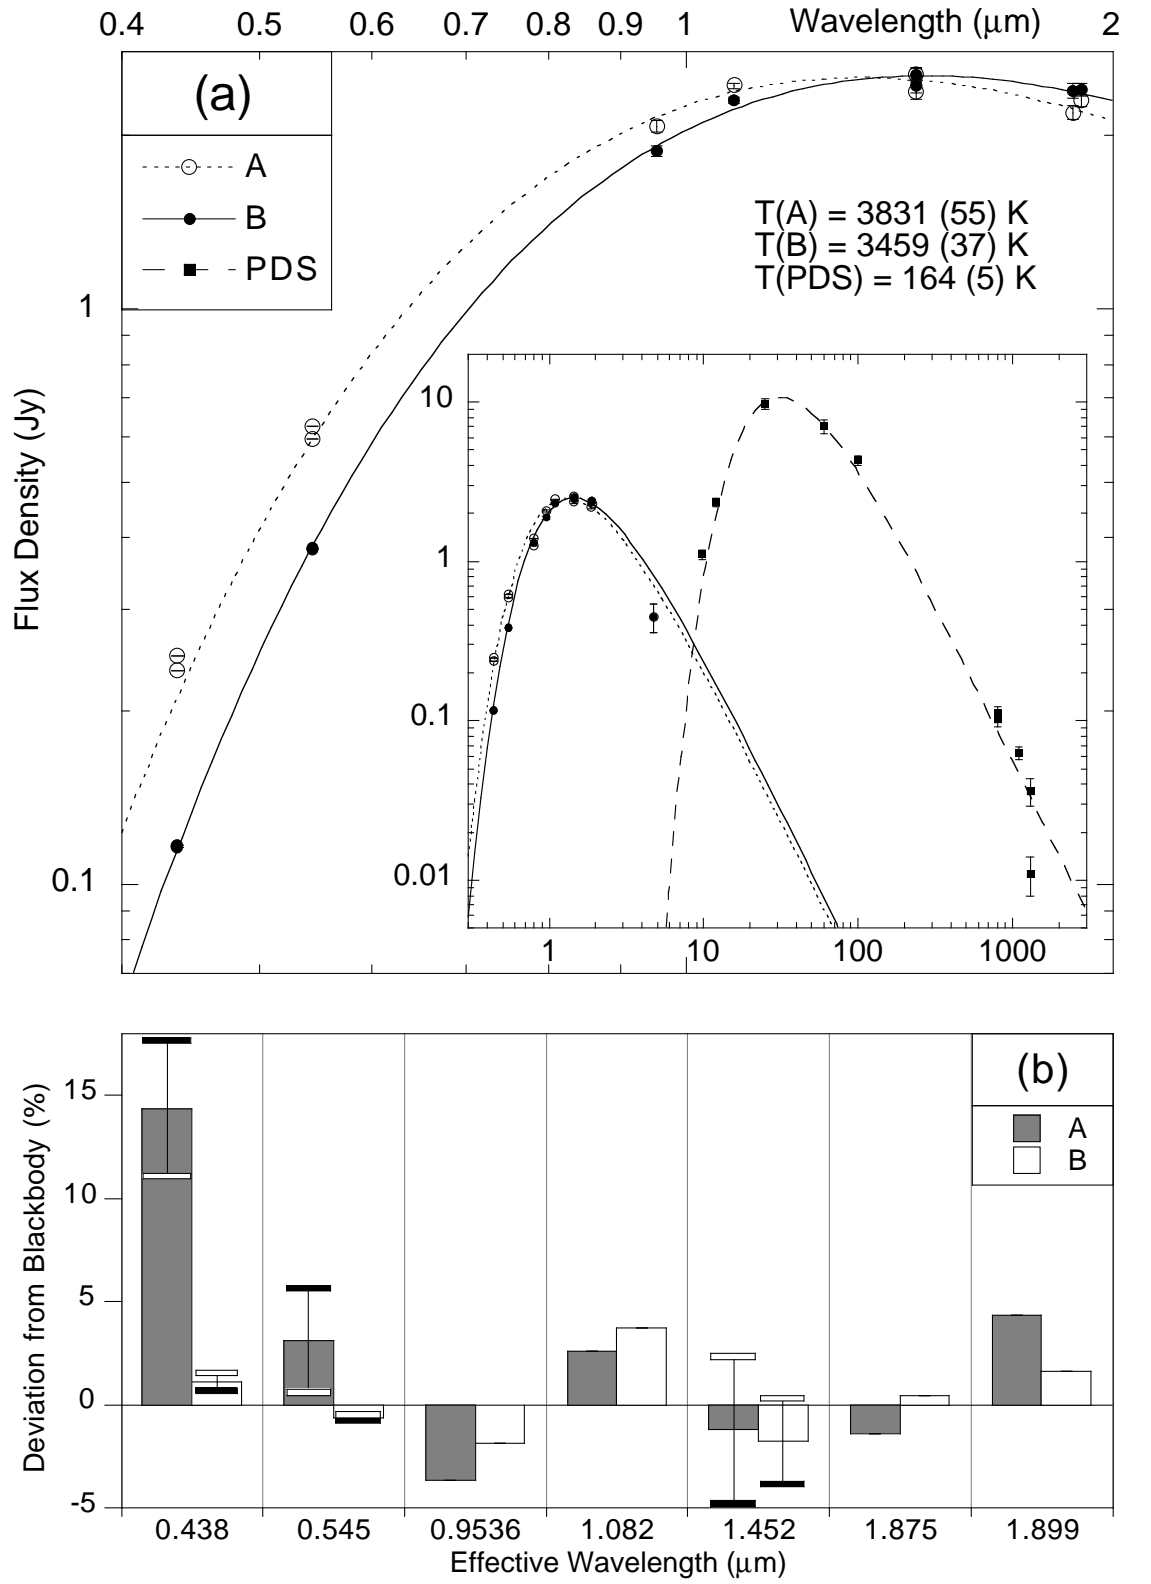 0.4 0.5 0.6 0.7 0.8 0.9 1 Wavelength (μm) 2
(a)
A
B
PDS
T(A) = 3831 (55) K
T(B) = 3459 (37) K
T(PDS) = 164 (5) K
Flux Density (Jy)
1
0.1
10
1
0.1
0.01
1 10 100 1000
(b)
A
B
Deviation from Blackbody (%)
15
10
5
0
-5
0.438 0.545 0.9536 1.082 1.452 1.875 1.899
Effective Wavelength (μm)